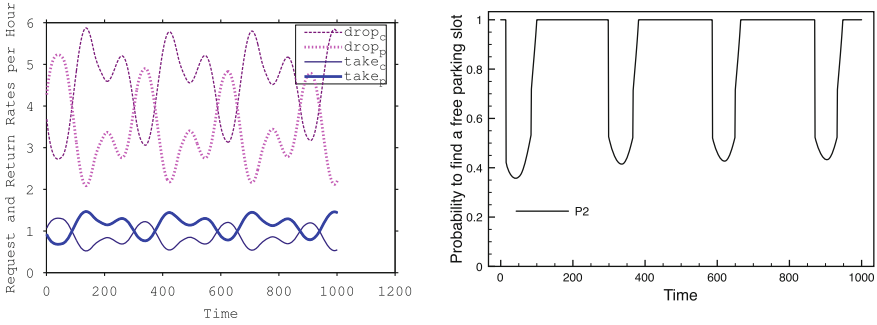 Request and Return Rates per Hour
6
5
4
3
2
1
0
drop_c
drop_p
take_c
take_p
0 200 400 600 800 1000 1200
Time
Probability to find a free parking slot
1
0.8
0.6
0.4
0.2
0
P2
0 200 400 600 800 1000
Time